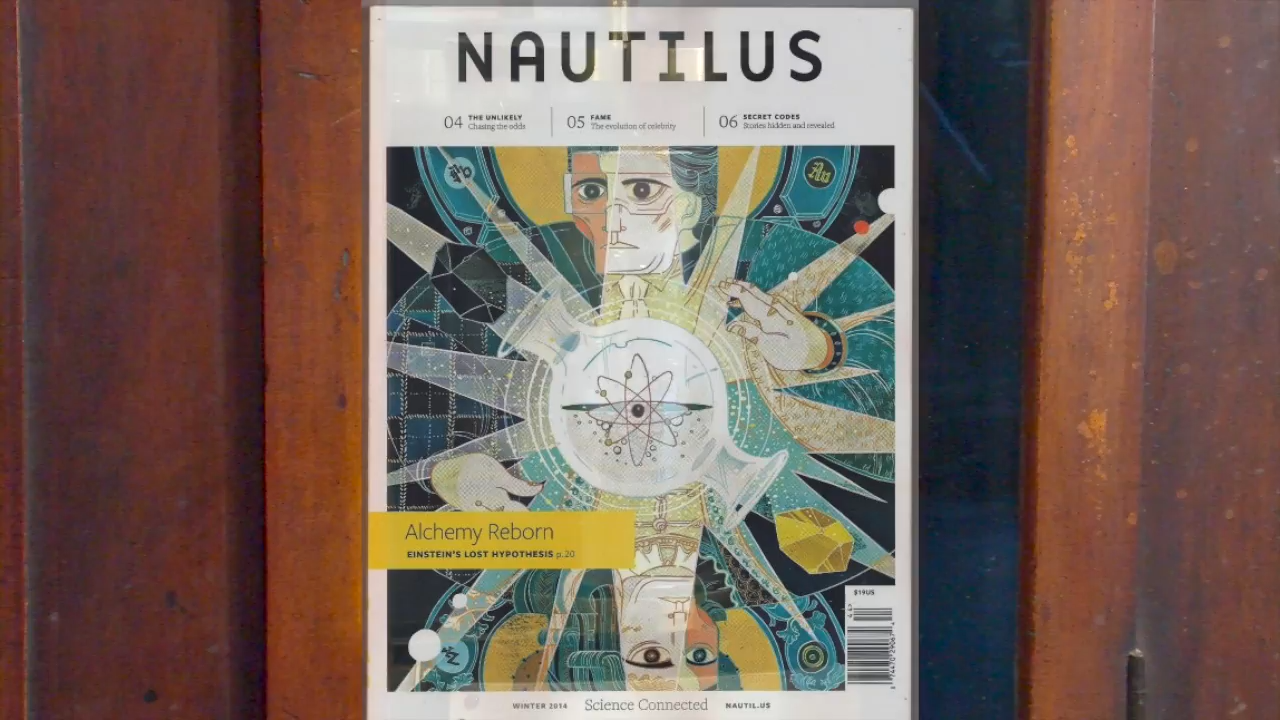 NAUTILUS
04 THE UNLIKELY
Chasing the odds
05 FAME
The evolution of celebrity
06 SECRET CODES
Stories hidden and revealed
Au
Alchemy Reborn
EINSTEIN'S LOST HYPOTHESIS p.20
$19US
WINTER 2014 Science Connected NAUTIL.US